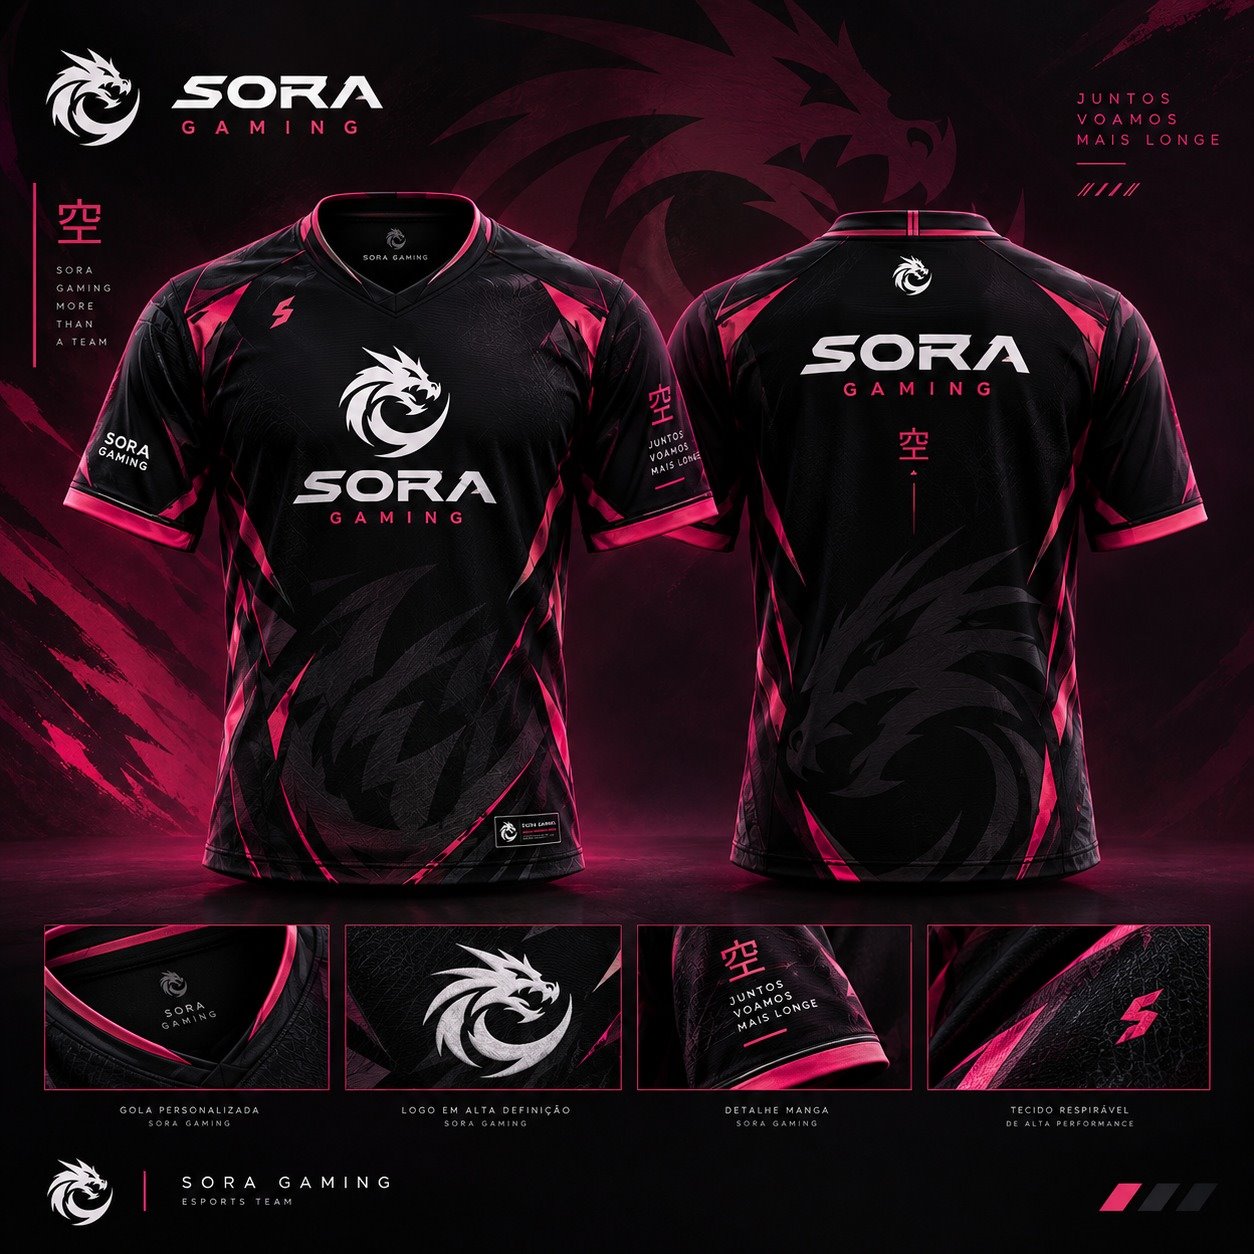 SORA
GAMING
JUNTOS
VOAMOS
MAIS LONGE
空
SORA
GAMING
MORE
THAN
A TEAM
SORA GAMING
S
SORA
GAMING
SORA
GAMING
空
JUNTOS
VOAMOS
MAIS LONGE
SORA GAMING
SORA
GAMING
空
SORA
GAMING
空
JUNTOS
VOAMOS
MAIS LONGE
S
GOLA PERSONALIZADA
SORA GAMING
LOGO EM ALTA DEFINIÇÃO
SORA GAMING
DETALHE MANGA
SORA GAMING
TECIDO RESPIRÁVEL
DE ALTA PERFORMANCE
SORA GAMING
ESPORTS TEAM